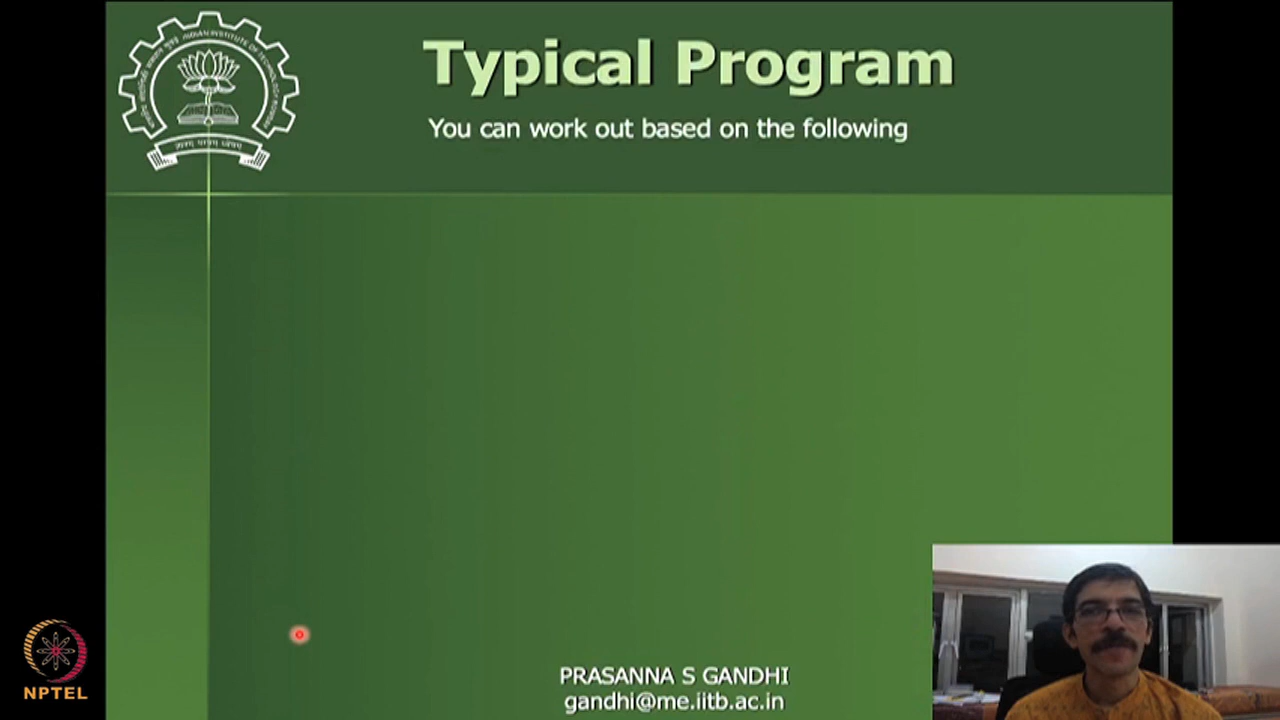 Typical Program
You can work out based on the following
PRASANNA S GANDHI
gandhi@me.iitb.ac.in
NPTEL